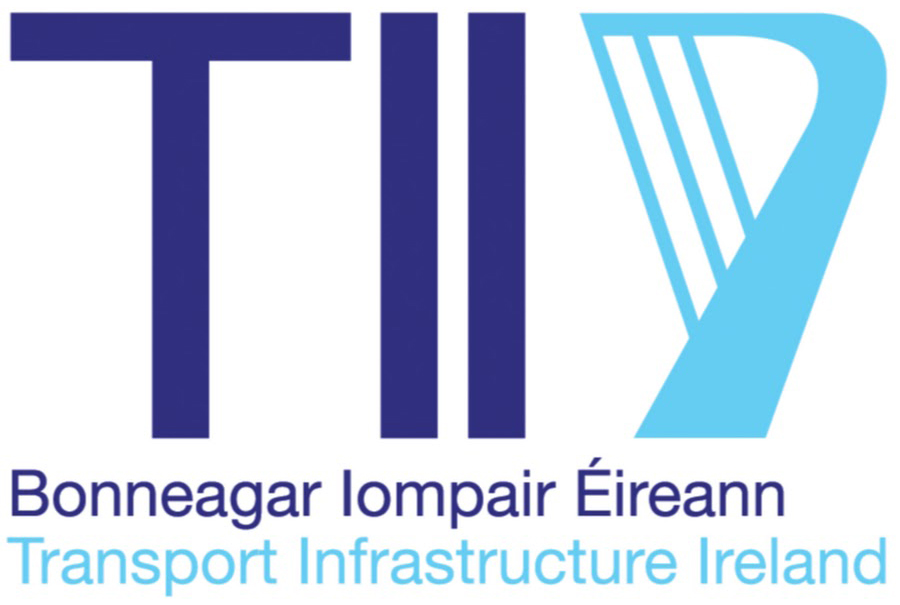 TII
Bonneagar Iompair Éireann
Transport Infrastructure Ireland